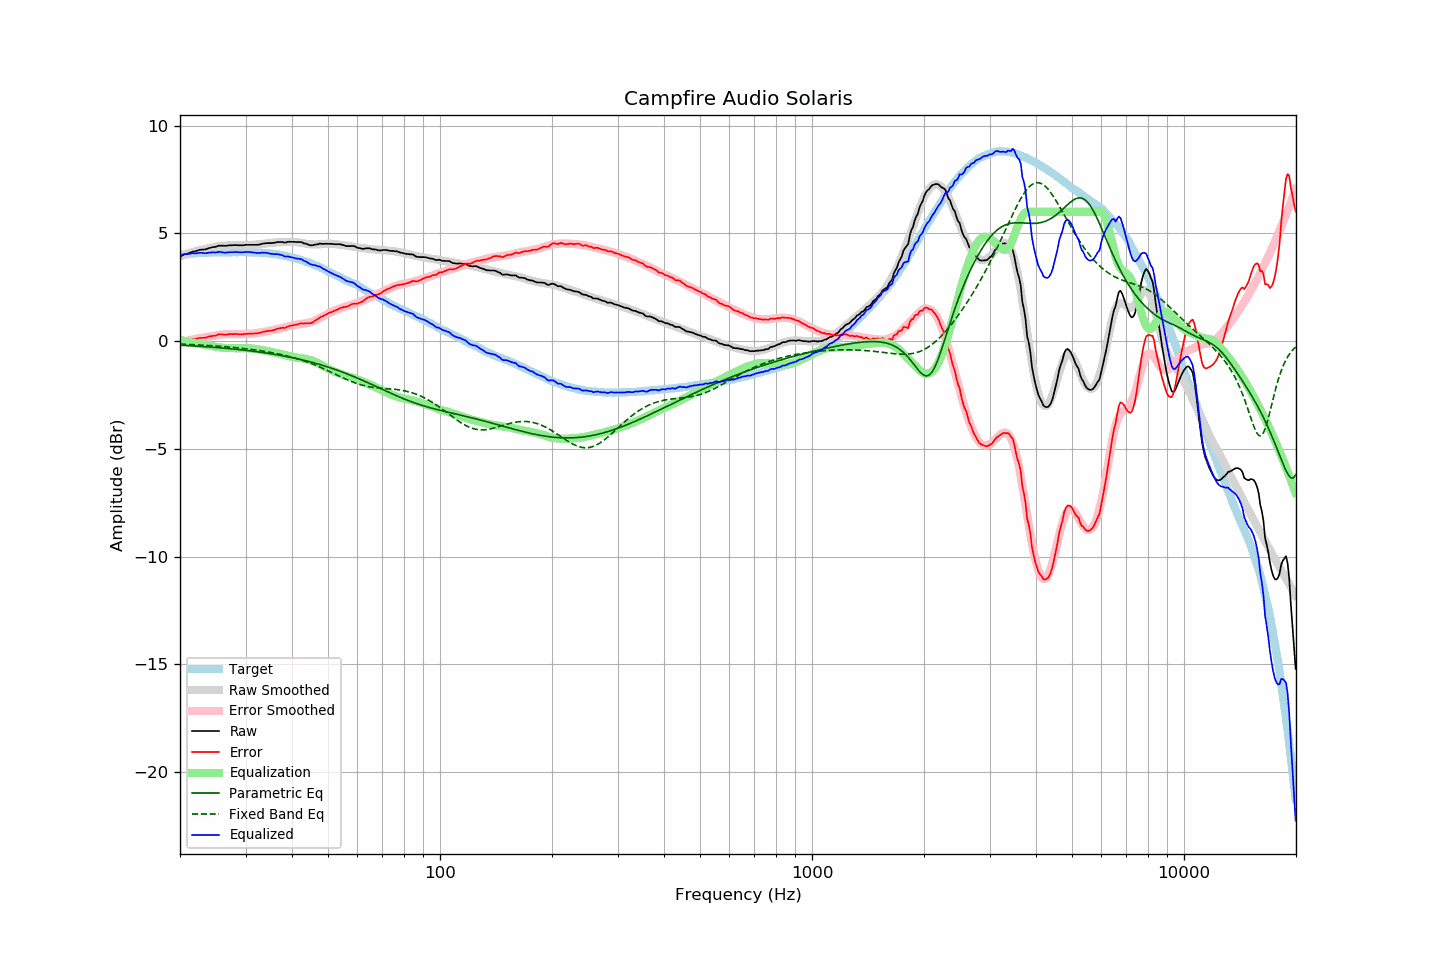 Campfire Audio Solaris
10
5
0
−5
−10
−15
−20
Amplitude (dBr)
Target
Raw Smoothed
Error Smoothed
Raw
Error
Equalization
Parametric Eq
Fixed Band Eq
Equalized
100
1000
10000
Frequency (Hz)